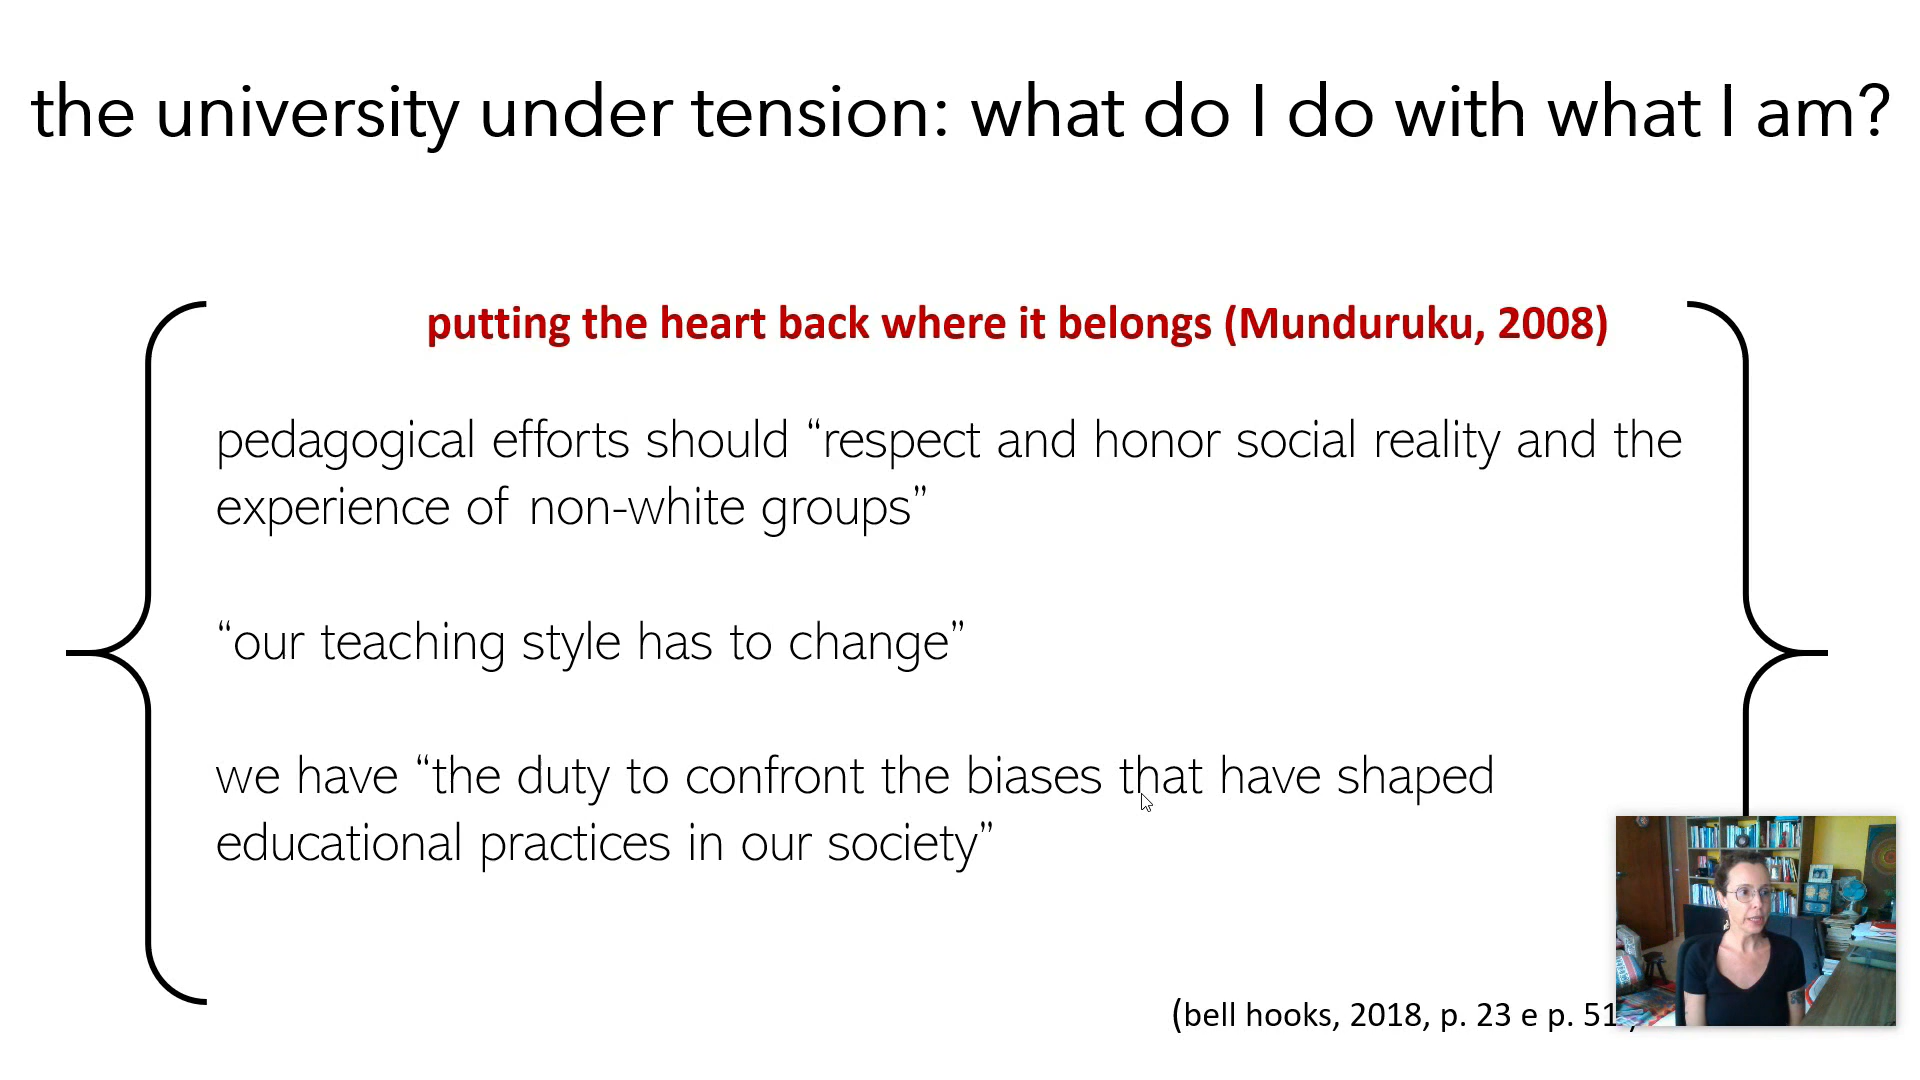 the university under tension: what do I do with what I am?
putting the heart back where it belongs (Munduruku, 2008)
pedagogical efforts should “respect and honor social reality and the
experience of non-white groups”
“our teaching style has to change”
we have “the duty to confront the biases that have shaped
educational practices in our society”
(bell hooks, 2018, p. 23 e p. 51